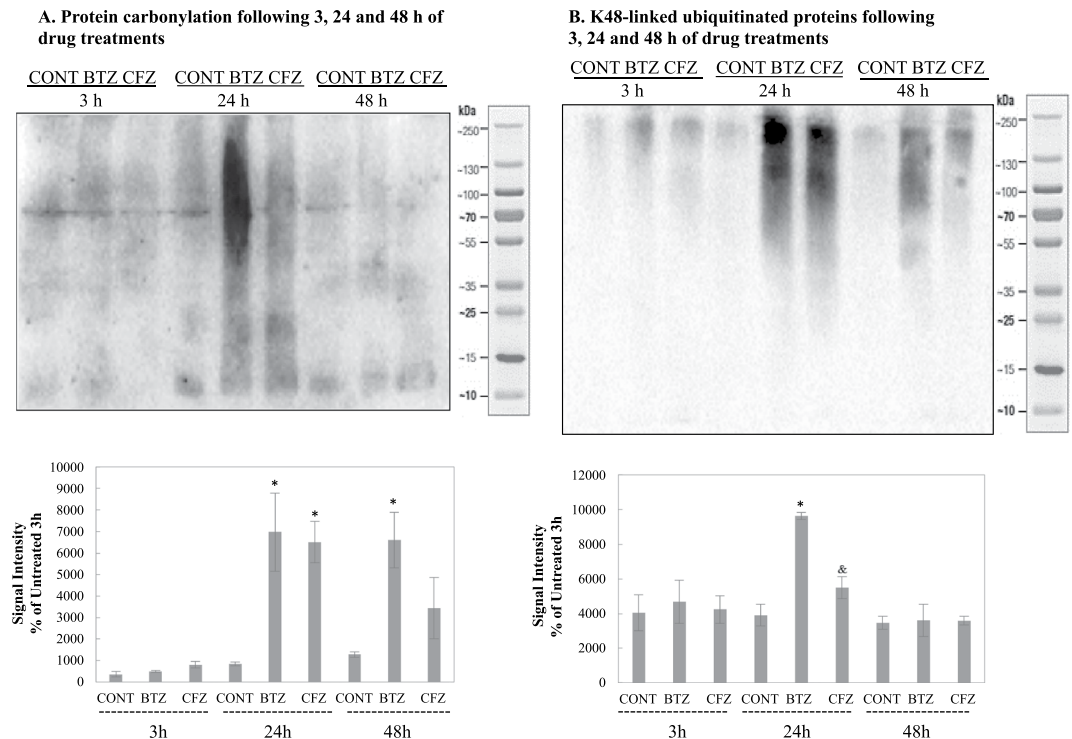 A. Protein carbonylation following 3, 24 and 48 h of
drug treatments
CONT BTZ CFZ CONT BTZ CFZ CONT BTZ CFZ
3 h 24 h 48 h
kDa
~250
~130
~100
~70
~55
~35
~25
~15
~10
10000
9000
8000
7000
6000
5000
4000
3000
2000
1000
0
Signal Intensity
% of Untreated 3h
* * *
CONT BTZ CFZ CONT BTZ CFZ CONT BTZ CFZ
3h 24h 48h
B. K48-linked ubiquitinated proteins following
3, 24 and 48 h of drug treatments
CONT BTZ CFZ CONT BTZ CFZ CONT BTZ CFZ
3 h 24 h 48 h
kDa
~250
~130
~100
~70
~55
~35
~25
~15
~10
12000
10000
8000
6000
4000
2000
0
Signal Intensity
% of Untreated 3h
* &
CONT BTZ CFZ CONT BTZ CFZ CONT BTZ CFZ
3h 24h 48h